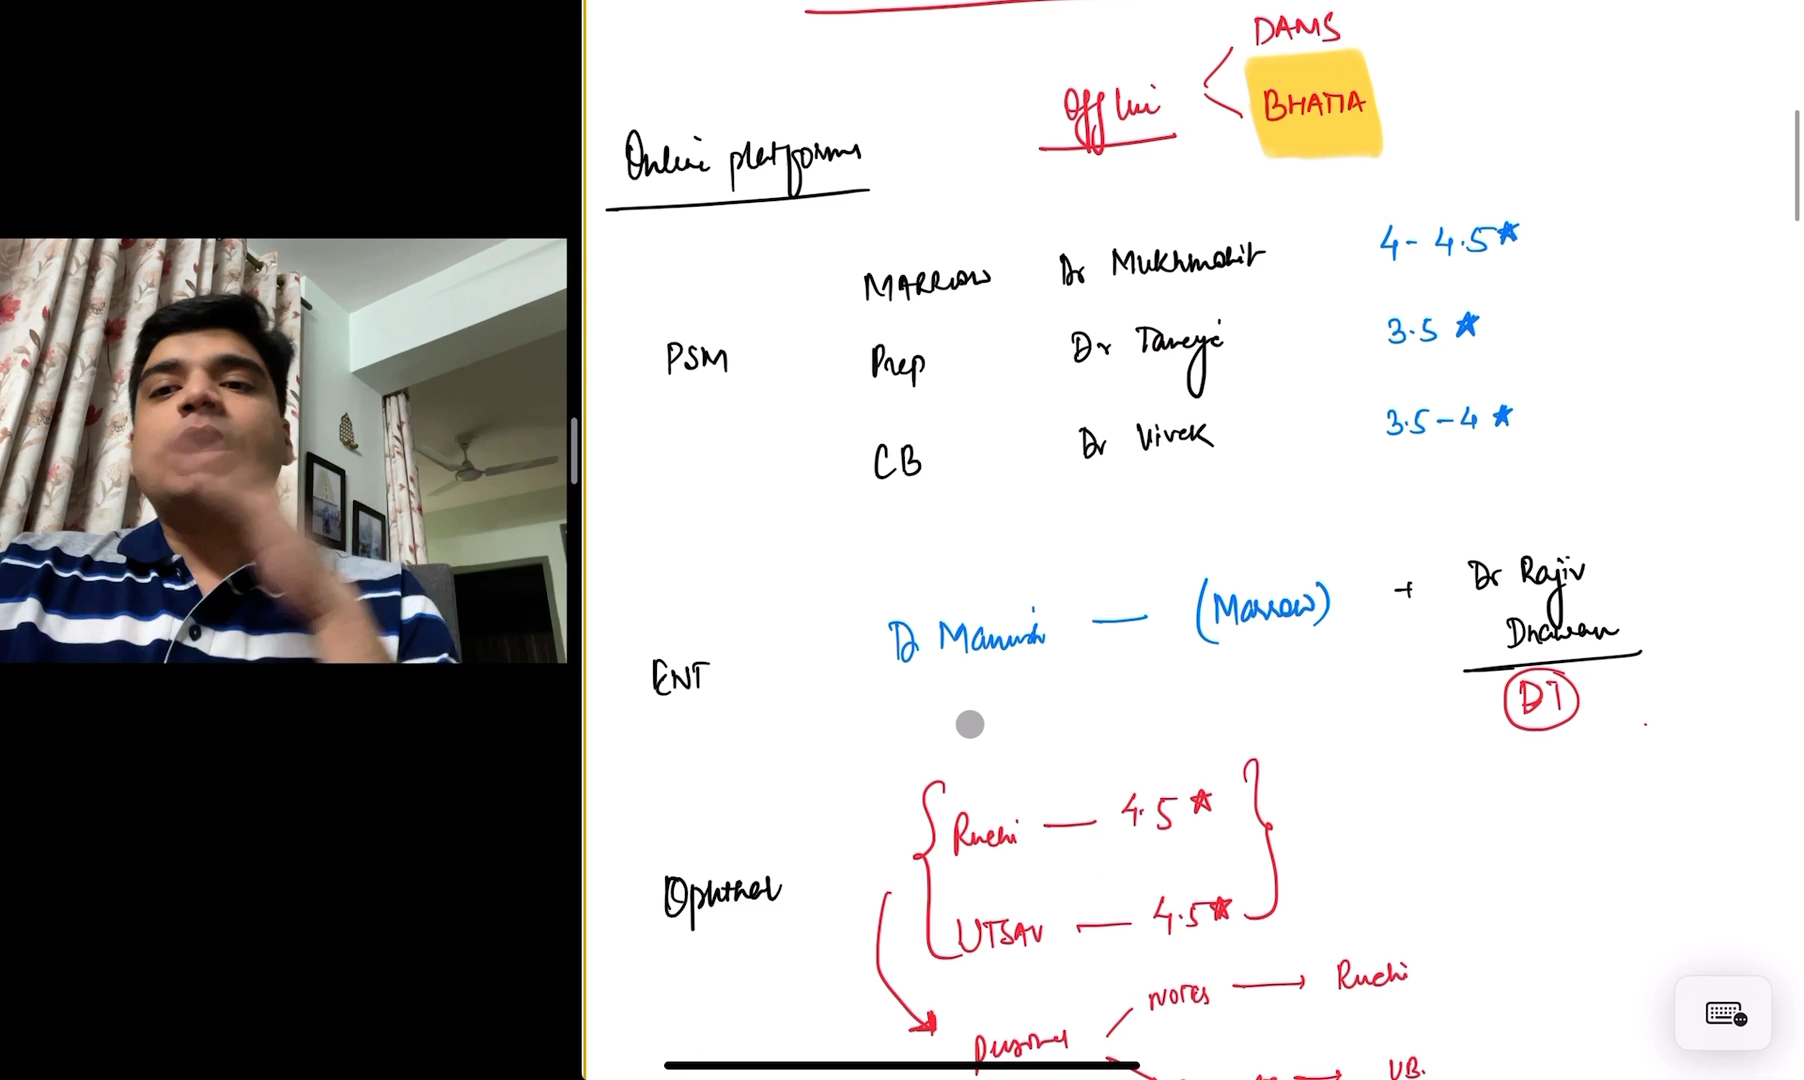 DAMS
Offline
BHATIA
Online platforms
MARROW Dr Mukhmohit 4- 4.5★
PSM
Prep Dr Taneja 3.5 ★
CB Dr Vivek 3.5-4 ★
Dr Manish — (Marrow) + Dr Rajiv Dhawan
ENT
DT
Ruchi — 4.5 ★
Ophthal
UTSAV — 4.5★
NOTES → Ruchi
Personal
→ UB.